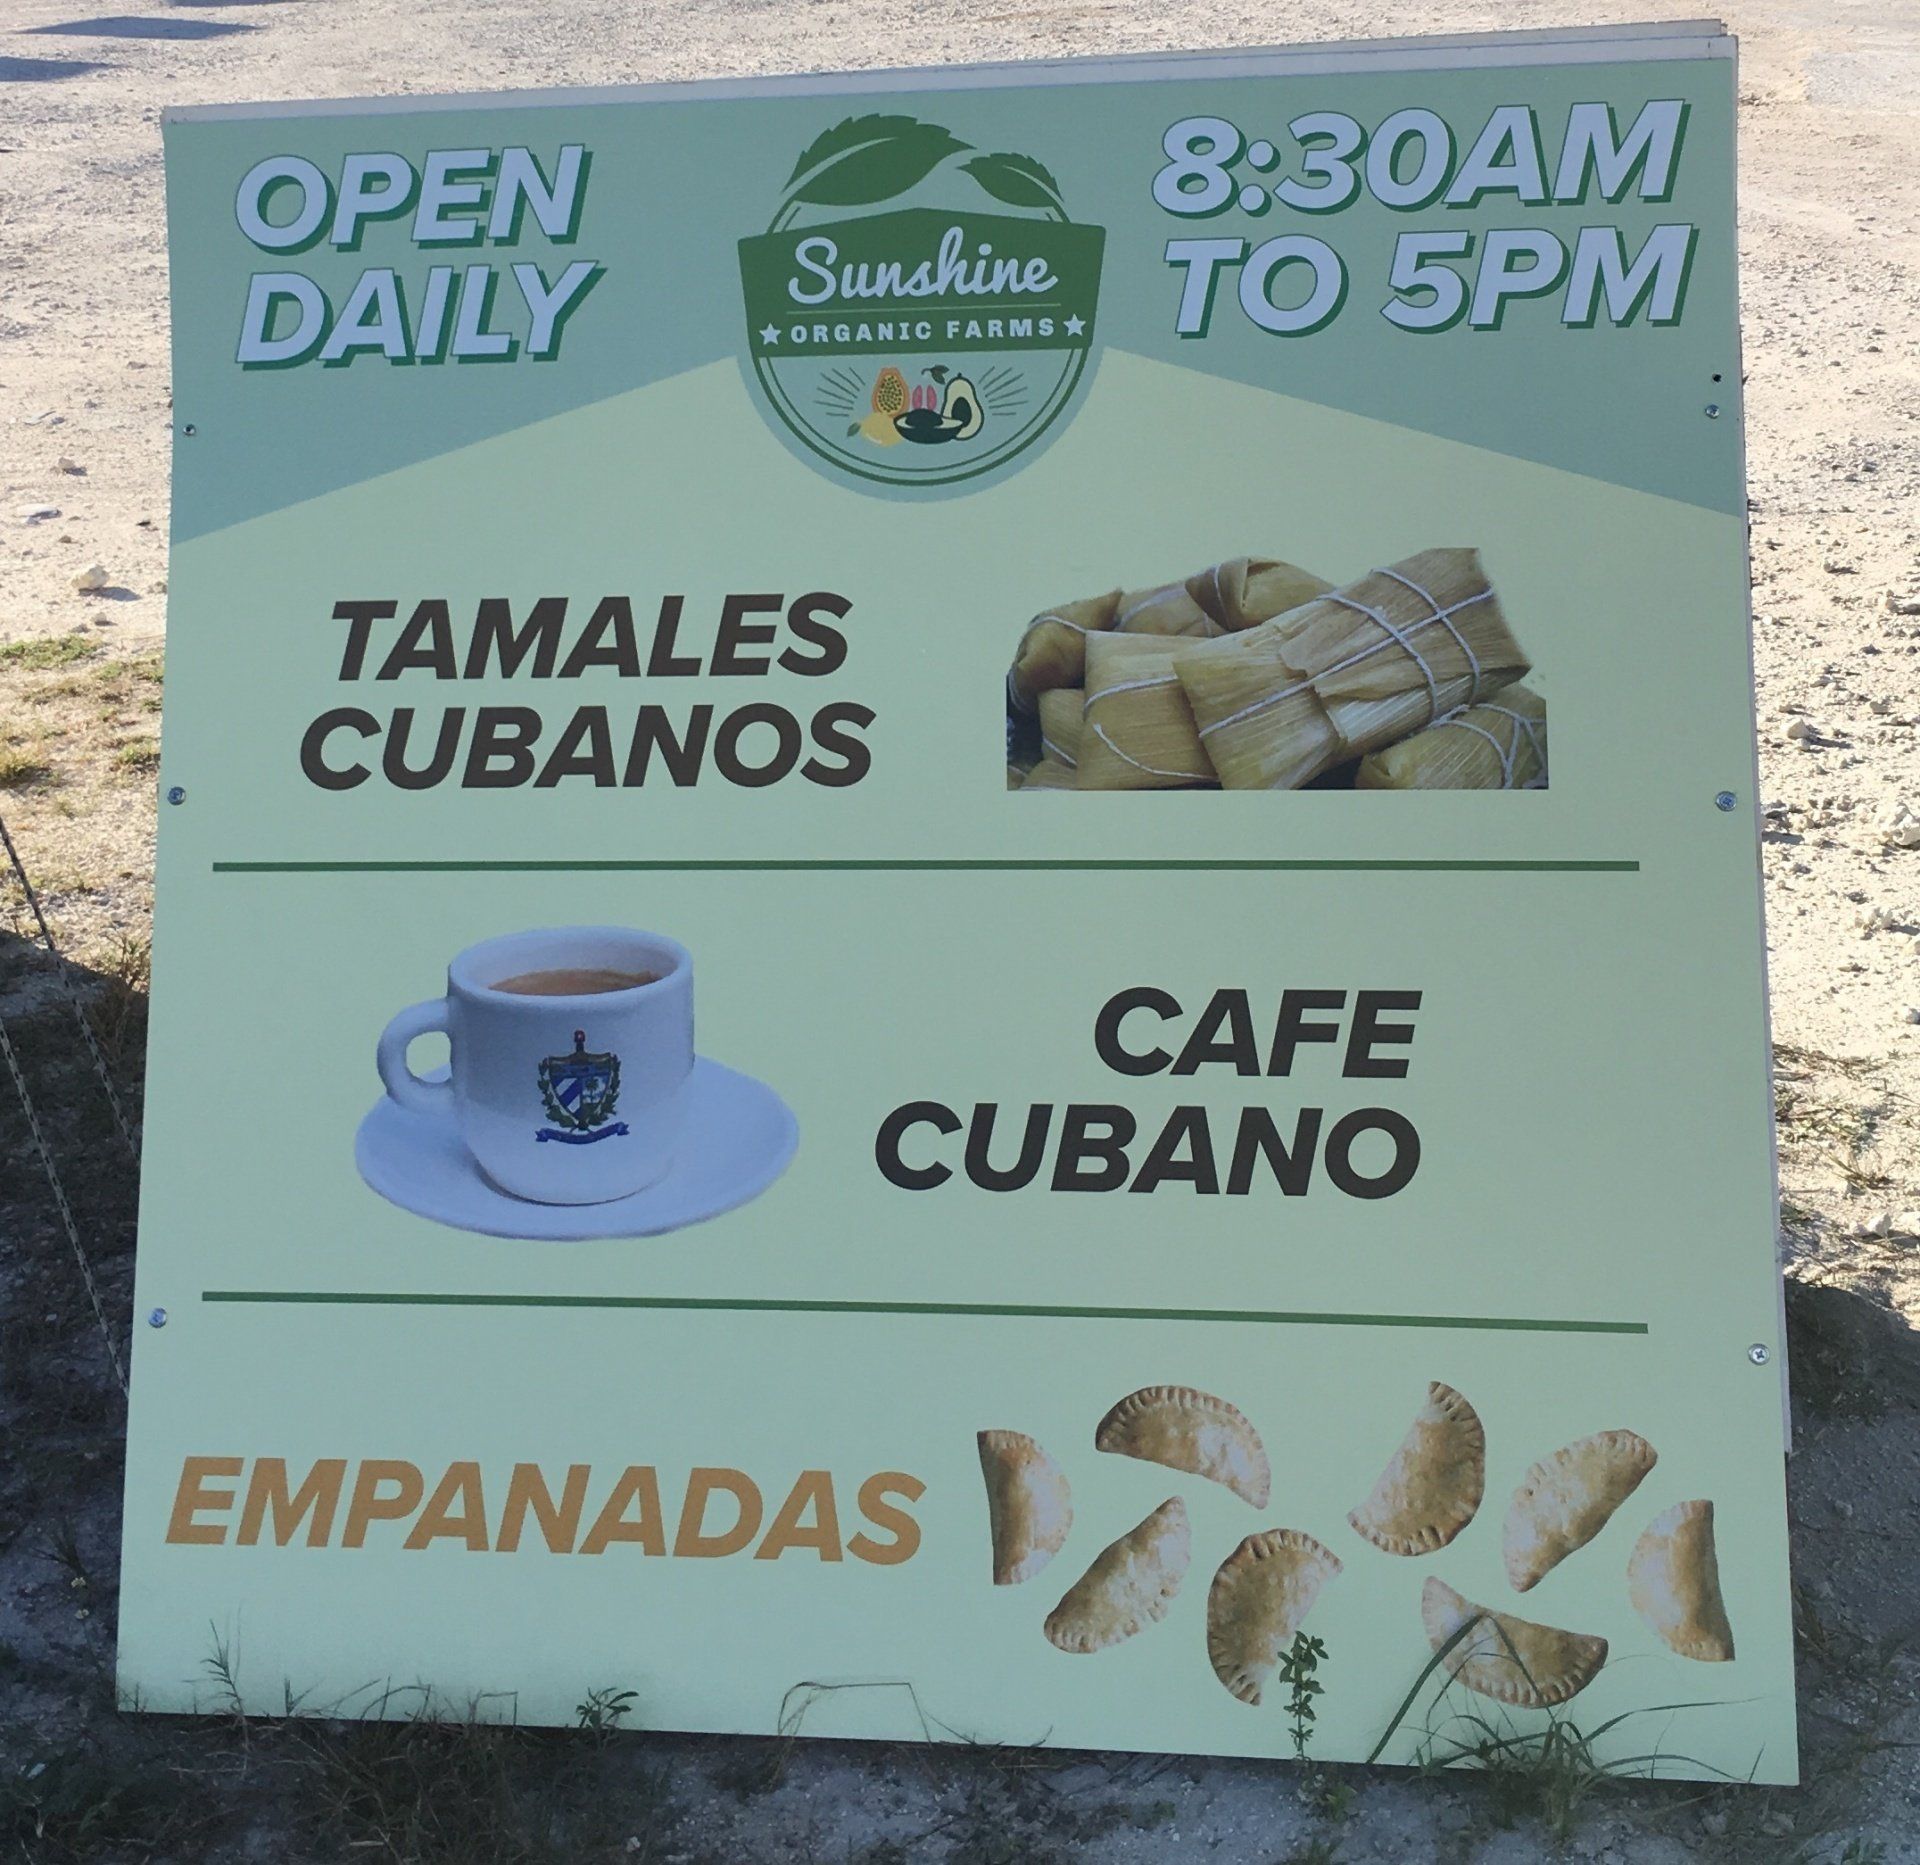 OPEN
DAILY
Sunshine
ORGANIC FARMS
8:30AM
TO 5PM
TAMALES
CUBANOS
CAFE
CUBANO
EMPANADAS